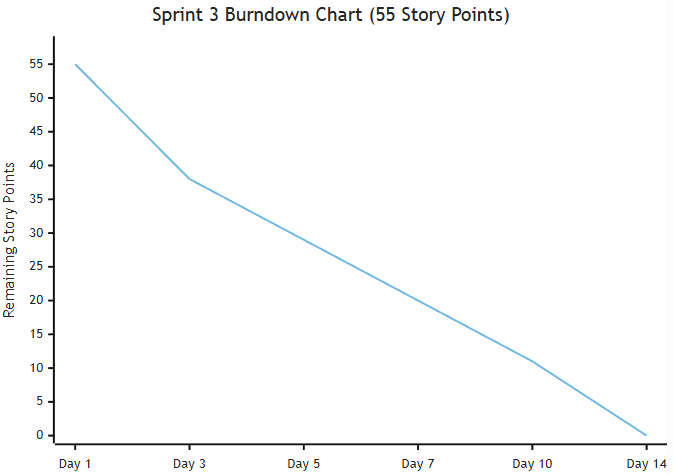 Sprint 3 Burndown Chart (55 Story Points)
Remaining Story Points
55
50
45
40
35
30
25
20
15
10
5
0
Day 1
Day 3
Day 5
Day 7
Day 10
Day 14